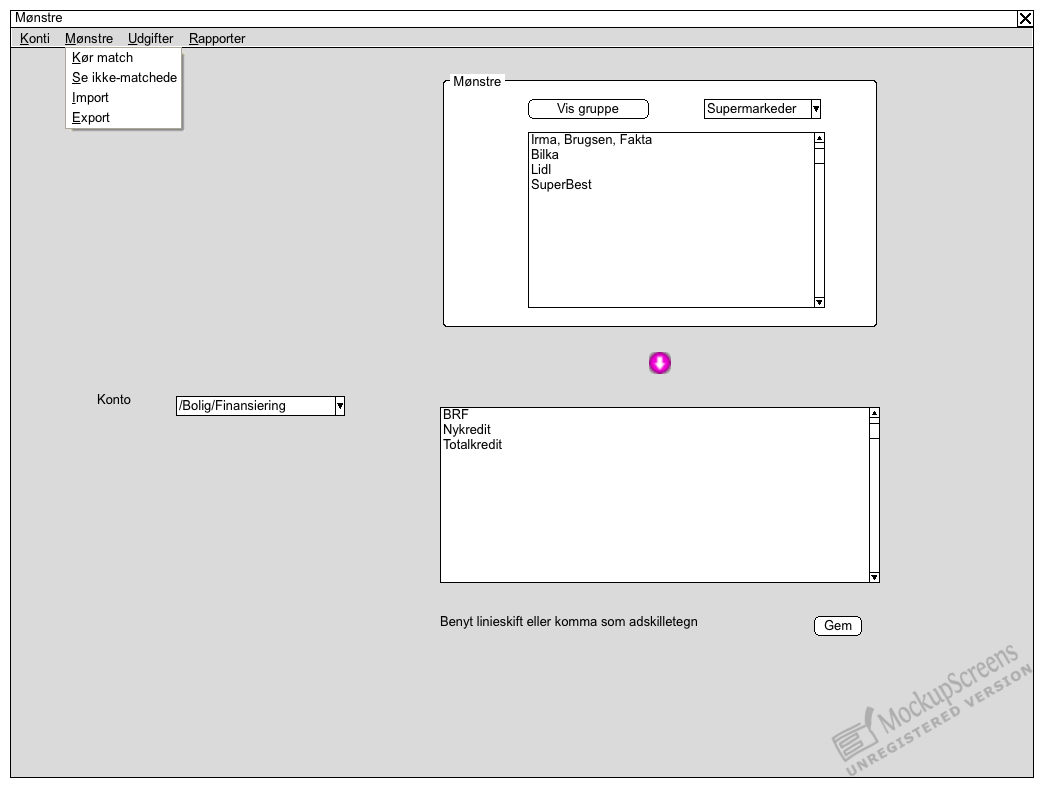 Mønstre
Konti Mønstre Udgifter Rapporter
Kør match
Se ikke-matchede
Import
Export
Mønstre
Vis gruppe
Supermarkeder
Irma, Brugsen, Fakta
Bilka
Lidl
SuperBest
Konto
/Bolig/Finansiering
BRF
Nykredit
Totalkredit
Benyt linieskift eller komma som adskilletegn
Gem
MockupScreens
UNREGISTERED VERSION